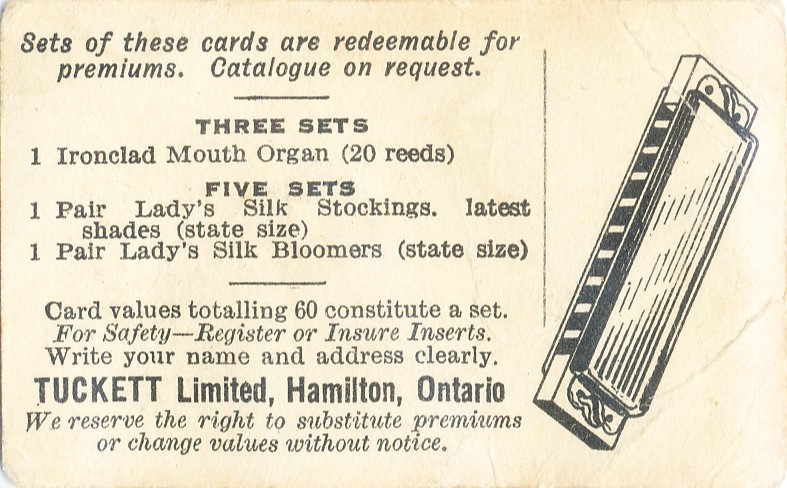 Sets of these cards are redeemable for
premiums. Catalogue on request.
THREE SETS
1 Ironclad Mouth Organ (20 reeds)
FIVE SETS
1 Pair Lady's Silk Stockings. latest
shades (state size)
1 Pair Lady's Silk Bloomers (state size)
Card values totalling 60 constitute a set.
For Safety—Register or Insure Inserts.
Write your name and address clearly.
TUCKETT Limited, Hamilton, Ontario
We reserve the right to substitute premiums
or change values without notice.